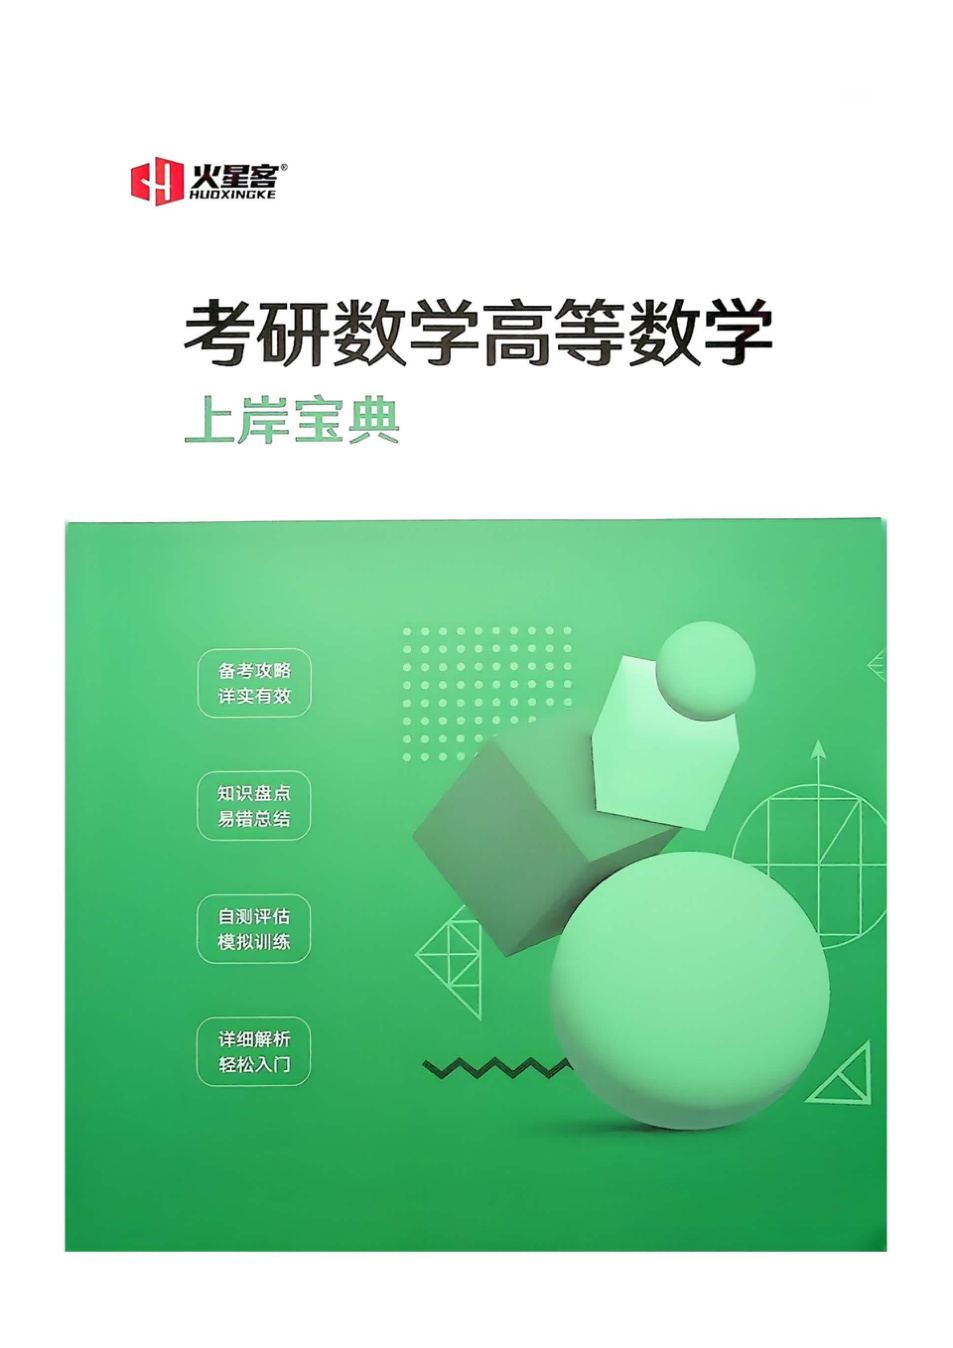 火星客®
HUOXINGKE
考研数学高等数学
上岸宝典
备考攻略
详实有效
知识盘点
易错总结
自测评估
模拟训练
详细解析
轻松入门